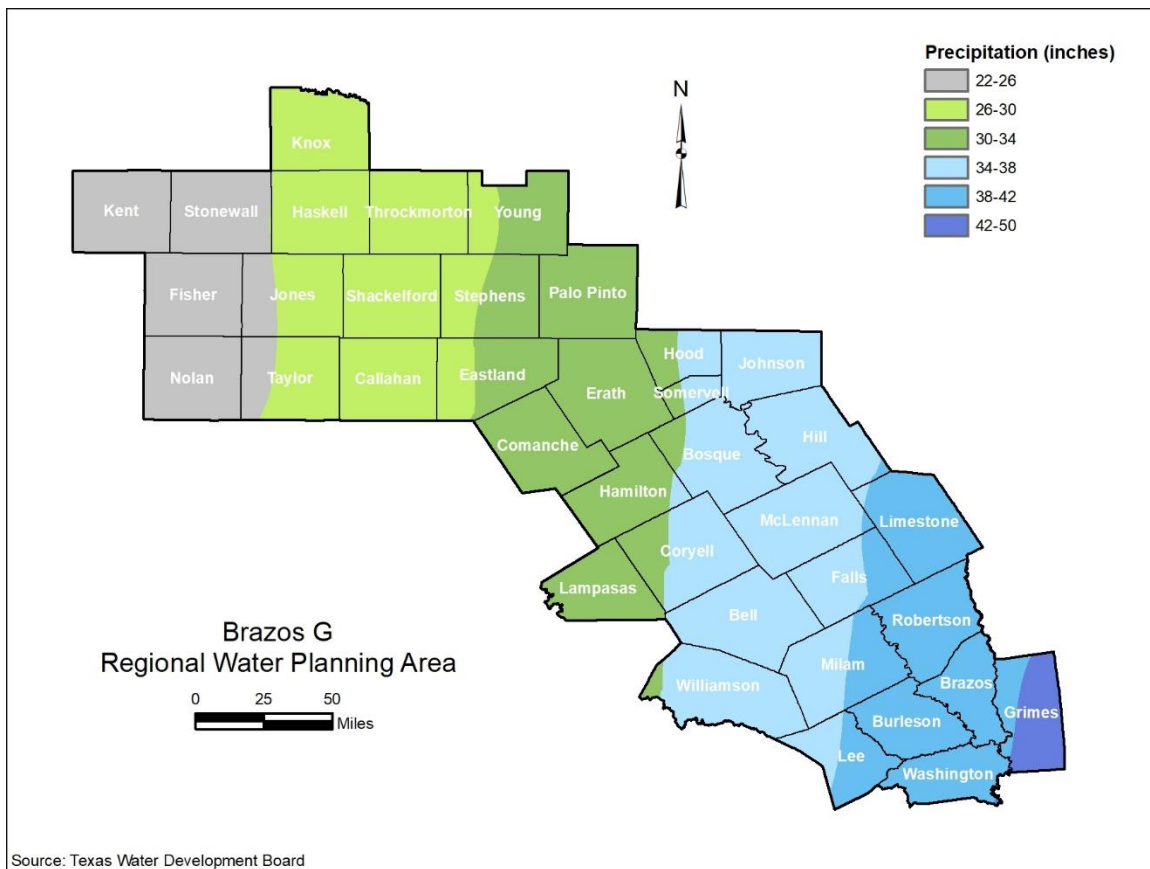 Precipitation (inches)
22-26
26-30
30-34
34-38
38-42
42-50
N
Knox
Kent Stonewall Haskell Throckmorton Young
Fisher Jones Shackelford Stephens Palo Pinto
Nolan Taylor Callahan Eastland Erath Hood Johnson
Somervell
Comanche Hamilton Bosque Hill
Lampasas Coryell McLennan Limestone
Bell Falls Robertson
Williamson Milam Brazos Grimes
Burleson
Lee Washington
Brazos G
Regional Water Planning Area
0 25 50
Miles
Source: Texas Water Development Board